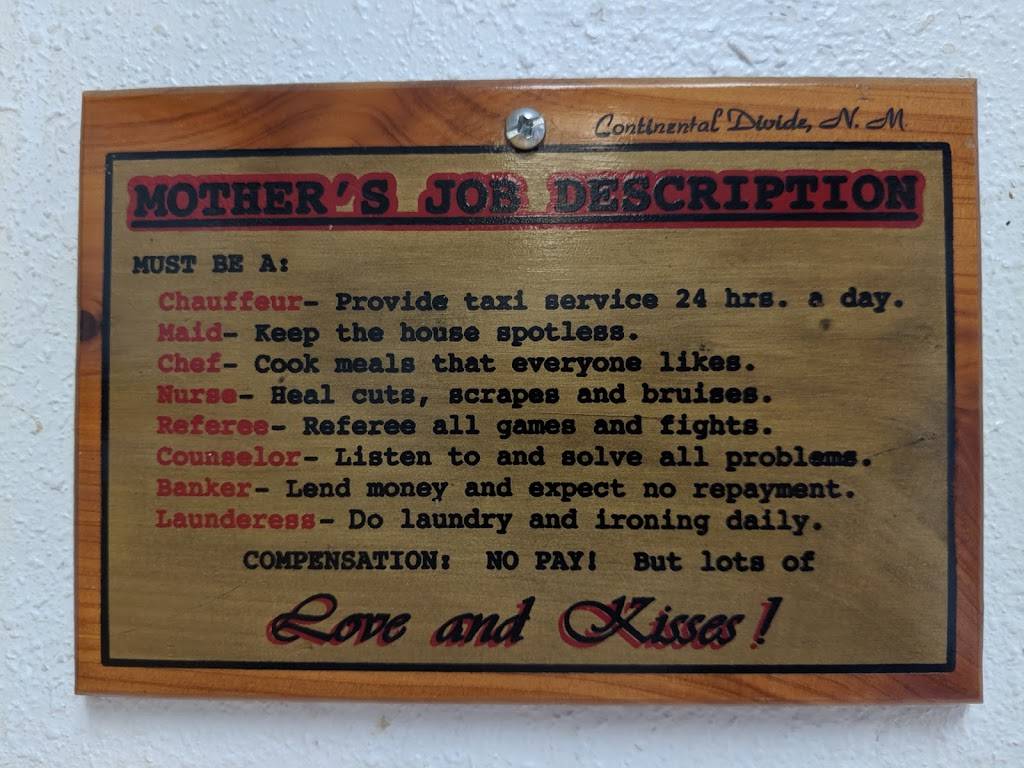 Continental Divide, N. M.
MOTHER'S JOB DESCRIPTION
MUST BE A:
Chauffeur- Provide taxi service 24 hrs. a day.
Maid- Keep the house spotless.
Chef- Cook meals that everyone likes.
Nurse- Heal cuts, scrapes and bruises.
Referee- Referee all games and fights.
Counselor- Listen to and solve all problems.
Banker- Lend money and expect no repayment.
Launderess- Do laundry and ironing daily.
COMPENSATION: NO PAY! But lots of
Love and Kisses!